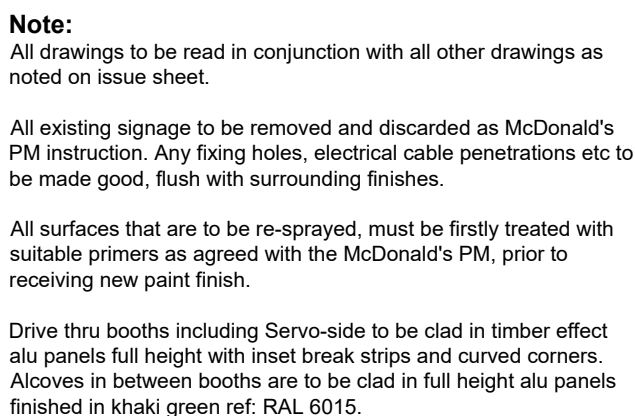 Note:
All drawings to be read in conjunction with all other drawings as
noted on issue sheet.
All existing signage to be removed and discarded as McDonald's
PM instruction. Any fixing holes, electrical cable penetrations etc to
be made good, flush with surrounding finishes.
All surfaces that are to be re-sprayed, must be firstly treated with
suitable primers as agreed with the McDonald's PM, prior to
receiving new paint finish.
Drive thru booths including Servo-side to be clad in timber effect
alu panels full height with inset break strips and curved corners.
Alcoves in between booths are to be clad in full height alu panels
finished in khaki green ref: RAL 6015.